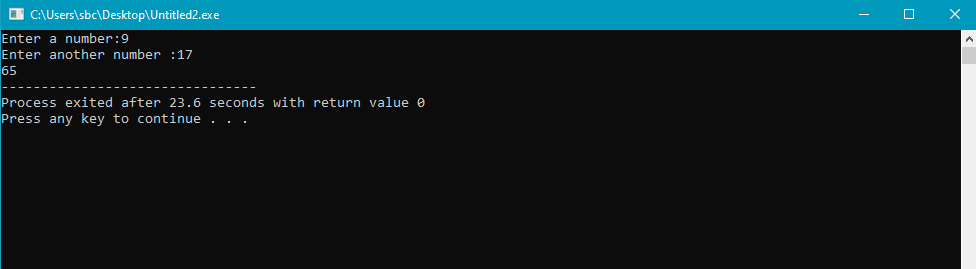 C:\Users\sbc\Desktop\Untitled2.exe
Enter a number:9
Enter another number :17
65
--------------------------------
Process exited after 23.6 seconds with return value 0
Press any key to continue . . .